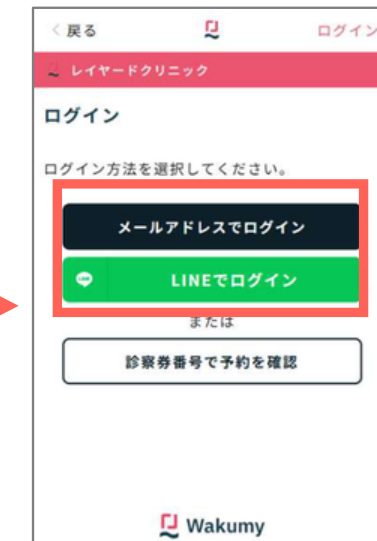 〈 戻る
ログイン
レイヤードクリニック
ログイン
ログイン方法を選択してください。
メールアドレスでログイン
LINEでログイン
または
診察券番号で予約を確認
Wakumy